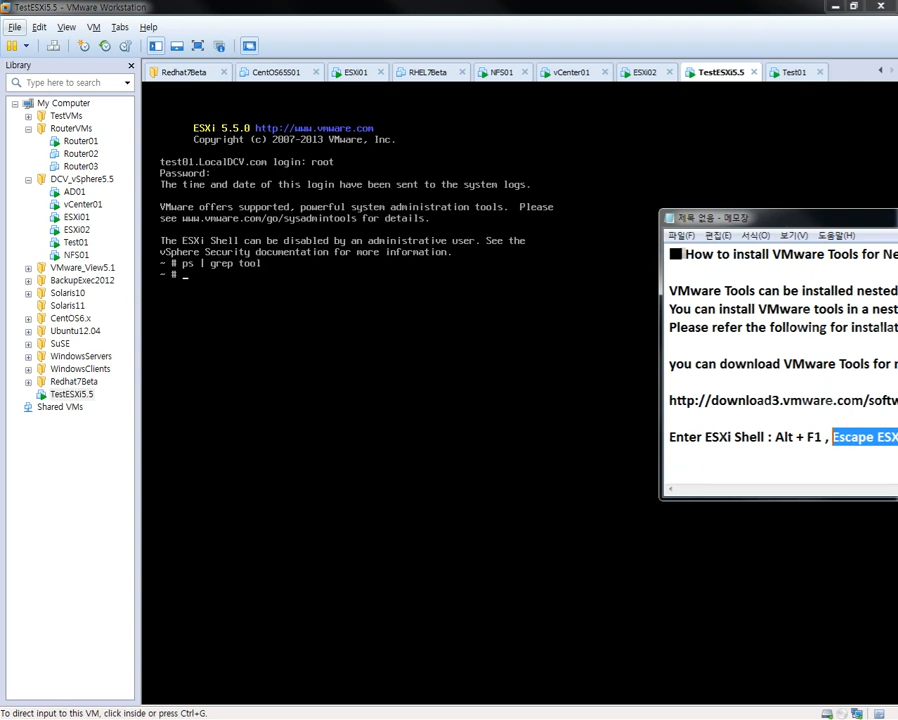 TestESXi5.5 - VMware Workstation
File Edit View VM Tabs Help
Library
Type here to search
Redhat7Beta CentOS65S01 ESXi01 RHEL7Beta NFS01 vCenter01 ESXi02 TestESXi5.5 Test01
My Computer
TestVMs
RouterVMs
Router01
Router02
Router03
DCV_vSphere5.5
AD01
vCenter01
ESXi01
ESXi02
Test01
NFS01
VMware_View5.1
BackupExec2012
Solaris10
Solaris11
CentOS6.x
Ubuntu12.04
SuSE
WindowsServers
WindowsClients
Redhat7Beta
TestESXi5.5
Shared VMs
ESXi 5.5.0 http://www.vmware.com
Copyright (c) 2007-2013 VMware, Inc.
test01.LocalDCV.com login: root
Password:
The time and date of this login have been sent to the system logs.
VMware offers supported, powerful system administration tools. Please
see www.vmware.com/go/sysadmintools for details.
The ESXi Shell can be disabled by an administrative user. See the
vSphere Security documentation for more information.
~ # ps | grep tool
~ # _
제목 없음 - 메모장
파일(F) 편집(E) 서식(O) 보기(V) 도움말(H)
■How to install VMware Tools for Ne
VMware Tools can be installed nested
You can install VMware tools in a nest
Please refer the following for installat
you can download VMware Tools for n
http://download3.vmware.com/softw
Enter ESXi Shell : Alt + F1 , Escape ESX
To direct input to this VM, click inside or press Ctrl+G.